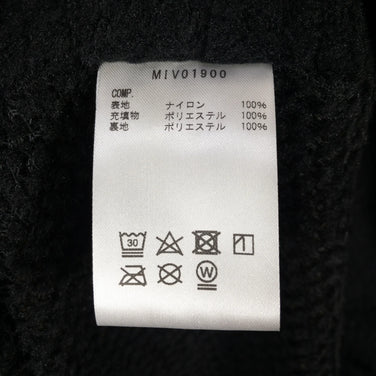 MIV01900
COMP.
表地 ナイロン 100%
充填物 ポリエステル 100%
裏地 ポリエステル 100%
30
W